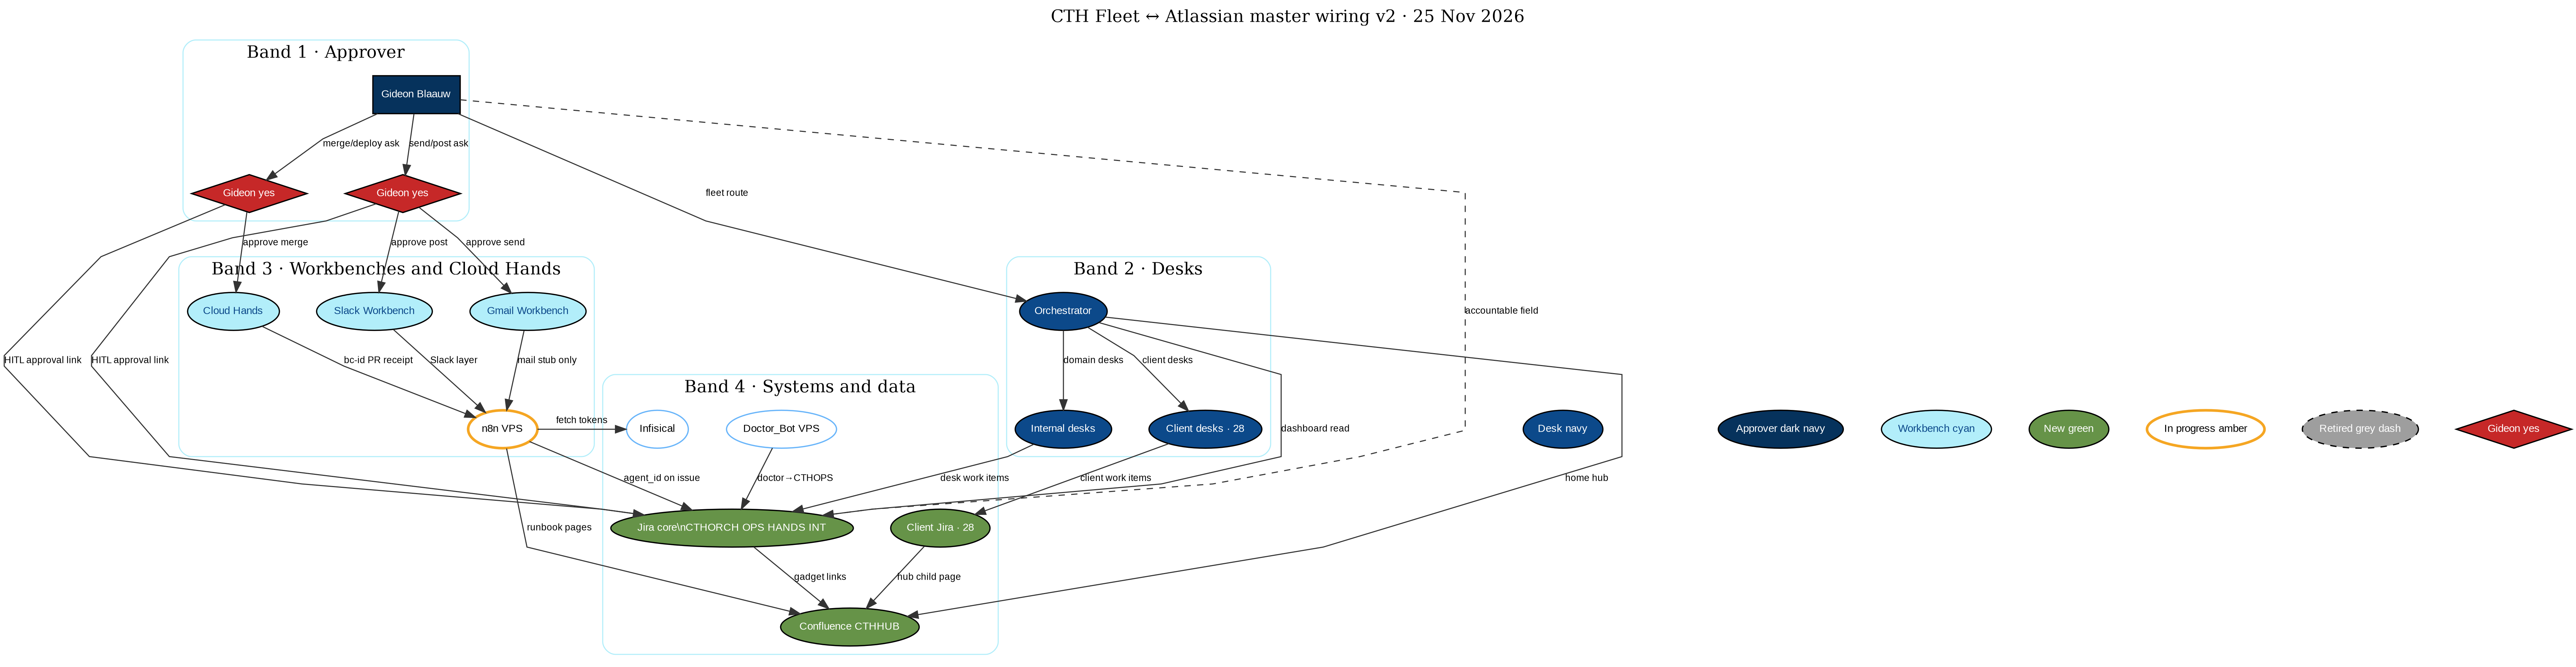 CTH Fleet ↔ Atlassian master wiring v2 · 25 Nov 2026
Band 1 · Approver
Gideon Blaauw
merge/deploy ask
send/post ask
Gideon yes
Gideon yes
fleet route
approve merge
approve post
approve send
Band 3 · Workbenches and Cloud Hands
Band 2 · Desks
Cloud Hands
Slack Workbench
Gmail Workbench
Orchestrator
accountable field
HITL approval link
HITL approval link
bc-id PR receipt
Slack layer
mail stub only
domain desks
client desks
Band 4 · Systems and data
n8n VPS
fetch tokens
Infisical
Doctor_Bot VPS
Internal desks
Client desks · 28
dashboard read
Desk navy
Approver dark navy
Workbench cyan
New green
In progress amber
Retired grey dash
Gideon yes
agent_id on issue
doctor→CTHOPS
desk work items
client work items
home hub
runbook pages
Jira core\nCTHORCH OPS HANDS INT
Client Jira · 28
gadget links
hub child page
Confluence CTHHUB